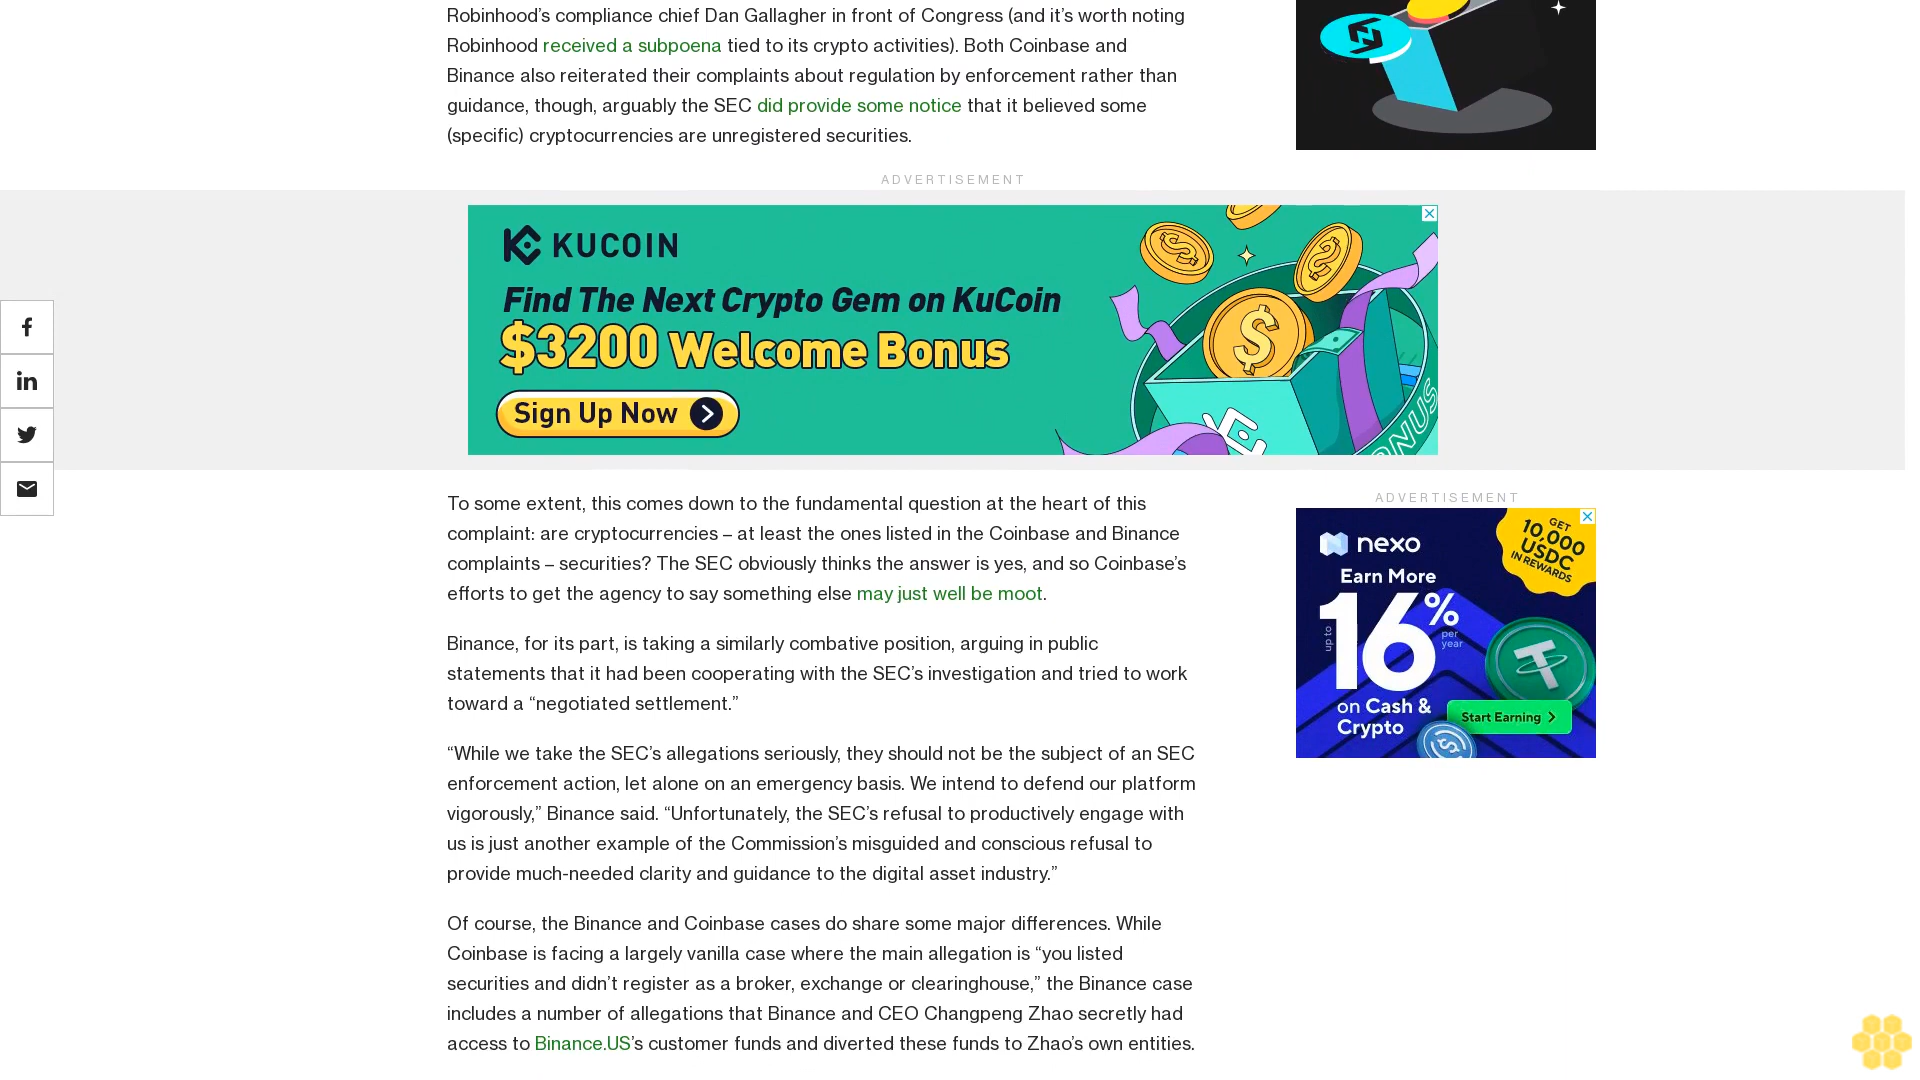 Robinhood’s compliance chief Dan Gallagher in front of Congress (and it’s worth noting
Robinhood received a subpoena tied to its crypto activities). Both Coinbase and
Binance also reiterated their complaints about regulation by enforcement rather than
guidance, though, arguably the SEC did provide some notice that it believed some
(specific) cryptocurrencies are unregistered securities.
ADVERTISEMENT
KUCOIN
Find The Next Crypto Gem on KuCoin
$3200 Welcome Bonus
Sign Up Now
BONUS
To some extent, this comes down to the fundamental question at the heart of this
complaint: are cryptocurrencies – at least the ones listed in the Coinbase and Binance
complaints – securities? The SEC obviously thinks the answer is yes, and so Coinbase’s
efforts to get the agency to say something else may just well be moot.
Binance, for its part, is taking a similarly combative position, arguing in public
statements that it had been cooperating with the SEC’s investigation and tried to work
toward a “negotiated settlement.”
“While we take the SEC’s allegations seriously, they should not be the subject of an SEC
enforcement action, let alone on an emergency basis. We intend to defend our platform
vigorously,” Binance said. “Unfortunately, the SEC’s refusal to productively engage with
us is just another example of the Commission’s misguided and conscious refusal to
provide much-needed clarity and guidance to the digital asset industry.”
Of course, the Binance and Coinbase cases do share some major differences. While
Coinbase is facing a largely vanilla case where the main allegation is “you listed
securities and didn’t register as a broker, exchange or clearinghouse,” the Binance case
includes a number of allegations that Binance and CEO Changpeng Zhao secretly had
access to Binance.US’s customer funds and diverted these funds to Zhao’s own entities.
ADVERTISEMENT
nexo
GET
10,000
USDC
IN REWARDS
Earn More
up to
16%
per
year
on Cash &
Crypto
Start Earning